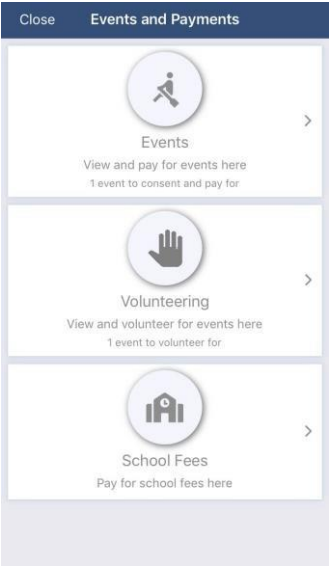 Close Events and Payments
Events
View and pay for events here
1 event to consent and pay for
Volunteering
View and volunteer for events here
1 event to volunteer for
School Fees
Pay for school fees here